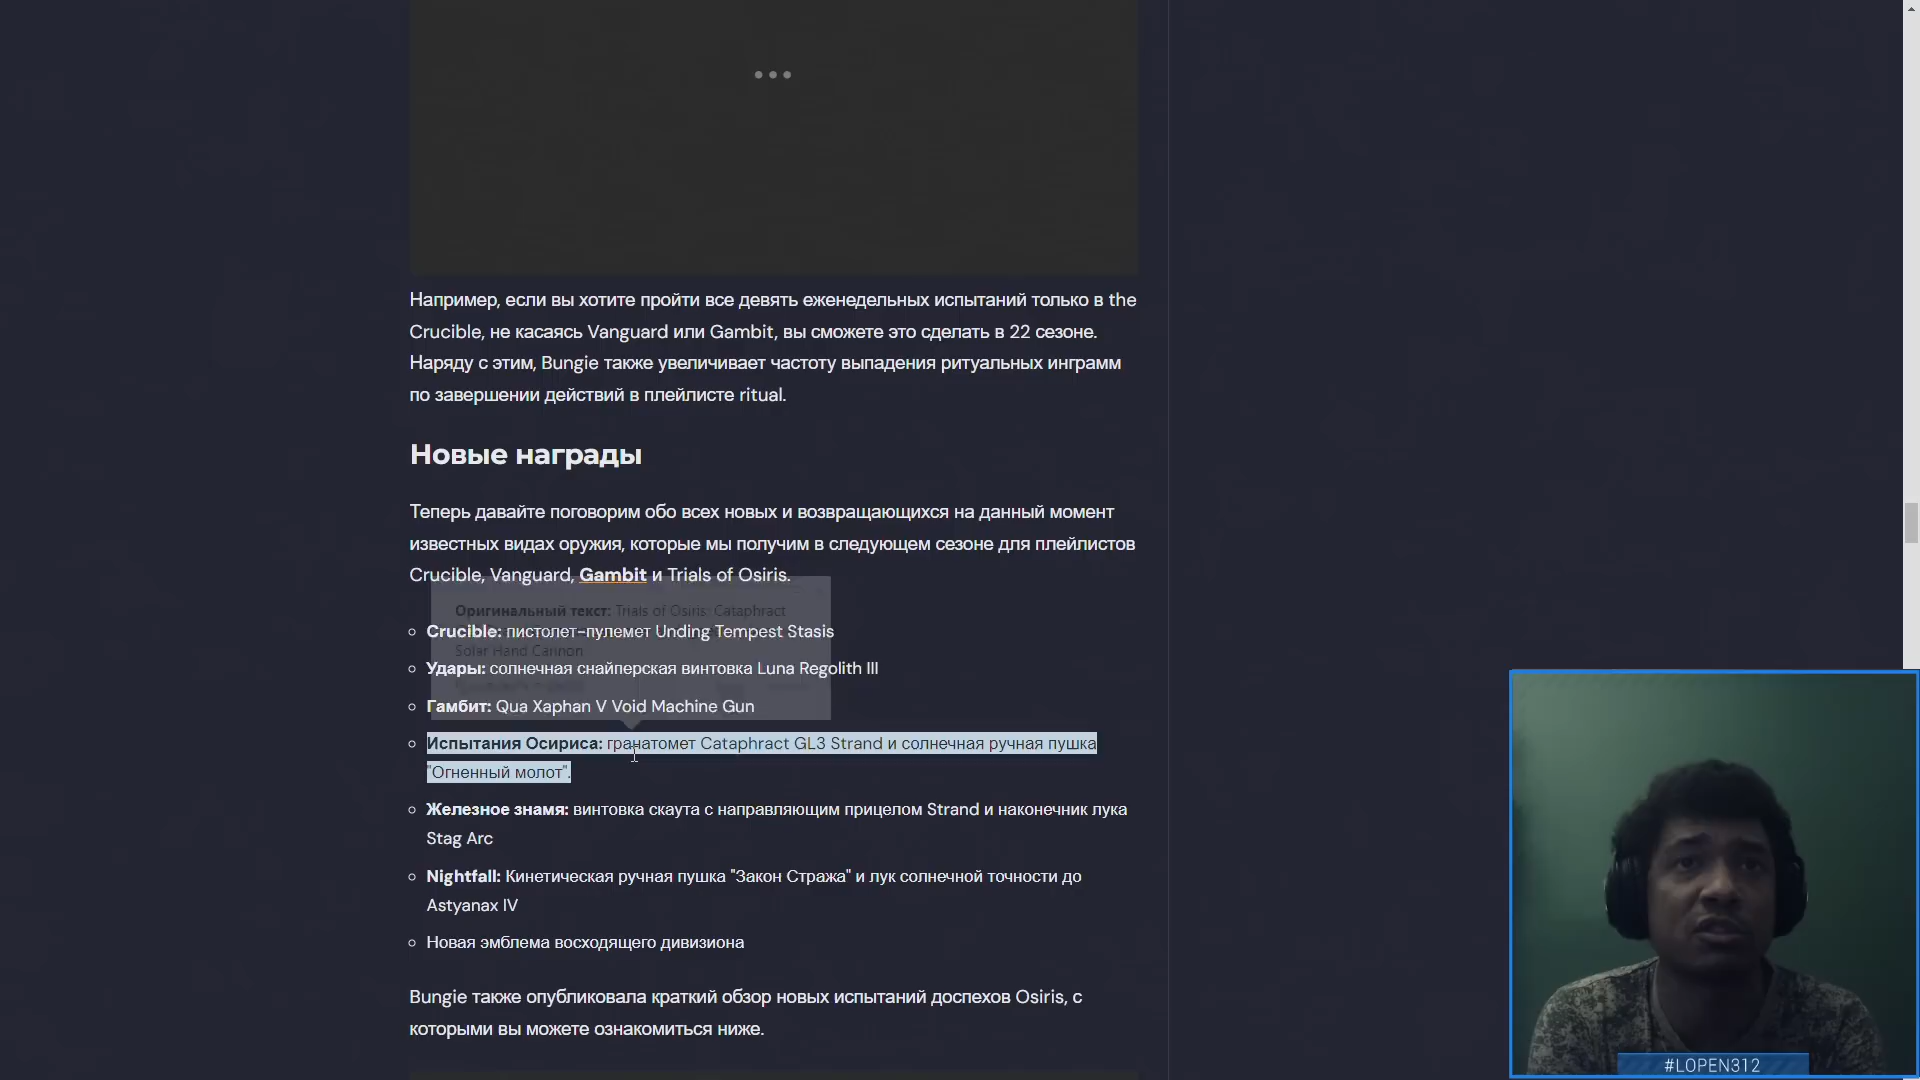 Например, если вы хотите пройти все девять еженедельных испытаний только в the
Crucible, не касаясь Vanguard или Gambit, вы сможете это сделать в 22 сезоне.
Наряду с этим, Bungie также увеличивает частоту выпадения ритуальных инграмм
по завершении действий в плейлисте ritual.
Новые награды
Теперь давайте поговорим обо всех новых и возвращающихся на данный момент
известных видах оружия, которые мы получим в следующем сезоне для плейлистов
Crucible, Vanguard, Gambit и Trials of Osiris.
Оригинальный текст: Trials of Osiris: Cataphract
Crucible: пистолет-пулемет Unding Tempest Stasis
Solar Hand Cannon
Удары: солнечная снайперская винтовка Luna Regolith III
Гамбит: Qua Xaphan V Void Machine Gun
Испытания Осириса: гранатомет Cataphract GL3 Strand и солнечная ручная пушка
"Огненный молот".
Железное знамя: винтовка скаута с направляющим прицелом Strand и наконечник лука
Stag Arc
Nightfall: Кинетическая ручная пушка "Закон Стража" и лук солнечной точности до
Astyanax IV
Новая эмблема восходящего дивизиона
Bungie также опубликовала краткий обзор новых испытаний доспехов Osiris, с
которыми вы можете ознакомиться ниже.
#LOPEN312